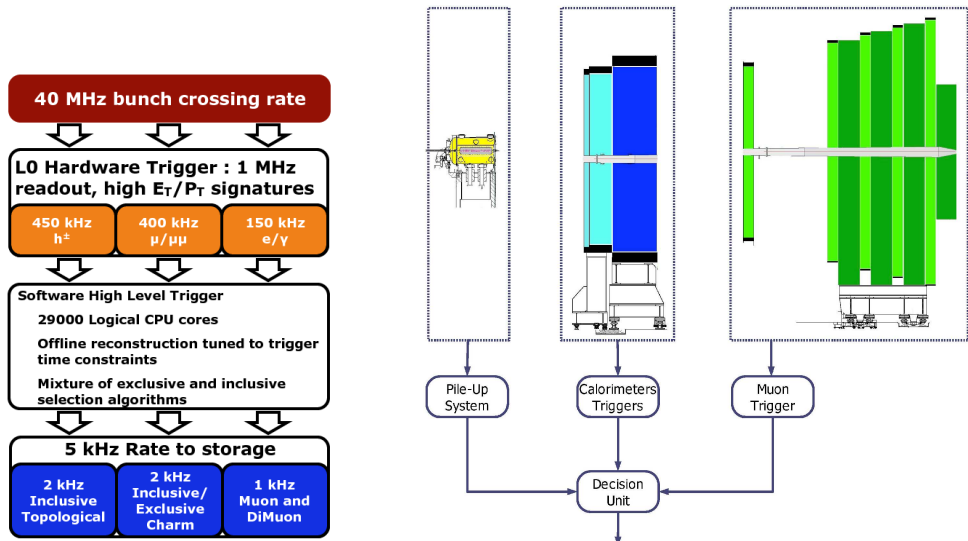 40 MHz bunch crossing rate
L0 Hardware Trigger : 1 MHz
readout, high ET/PT signatures
450 kHz
h±
400 kHz
μ/μμ
150 kHz
e/γ
Software High Level Trigger
29000 Logical CPU cores
Offline reconstruction tuned to trigger
time constraints
Mixture of exclusive and inclusive
selection algorithms
5 kHz Rate to storage
2 kHz
Inclusive
Topological
2 kHz
Inclusive/
Exclusive
Charm
1 kHz
Muon and
DiMuon
Pile-Up
System
Calorimeters
Triggers
Muon
Trigger
Decision
Unit